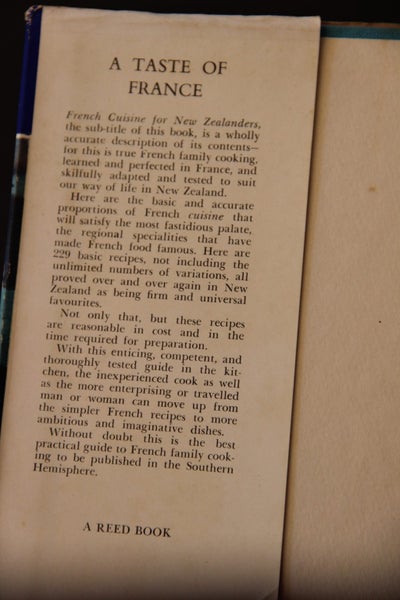 A TASTE OF
FRANCE
French Cuisine for New Zealanders,
the sub-title of this book, is a wholly
accurate description of its contents—
for this is true French family cooking,
learned and perfected in France, and
skilfully adapted and tested to suit
our way of life in New Zealand.
Here are the basic and accurate
proportions of French cuisine that
will satisfy the most fastidious palate,
the regional specialities that have
made French food famous. Here are
229 basic recipes, not including the
unlimited numbers of variations, all
proved over and over again in New
Zealand as being firm and universal
favourites.
Not only that, but these recipes
are reasonable in cost and in the
time required for preparation.
With this enticing, competent, and
thoroughly tested guide in the kit-
chen, the inexperienced cook as well
as the more enterprising or travelled
man or woman can move up from
the simpler French recipes to more
ambitious and imaginative dishes.
Without doubt this is the best
practical guide to French family cook-
ing to be published in the Southern
Hemisphere.
A REED BOOK